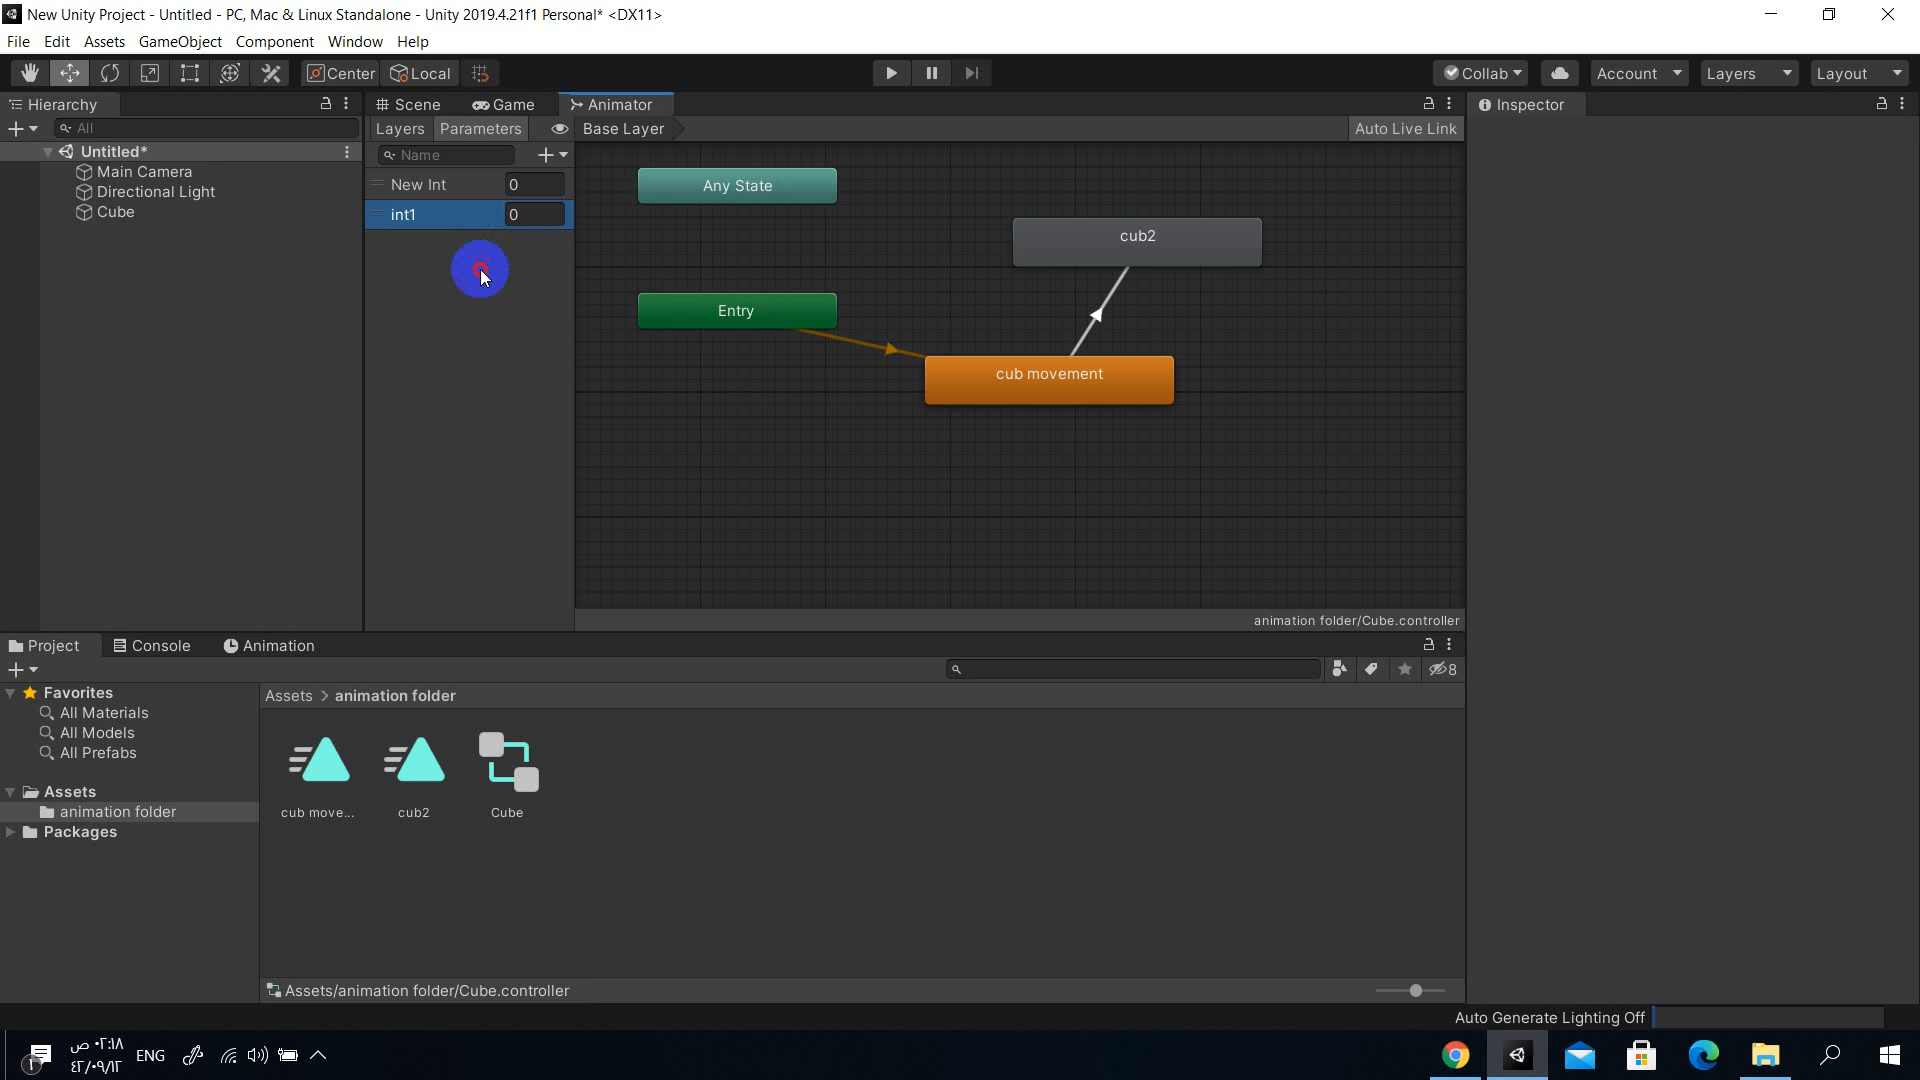 New Unity Project - Untitled - PC, Mac & Linux Standalone - Unity 2019.4.21f1 Personal* <DX11>
File Edit Assets GameObject Component Window Help
Center Local Collab Account Layers Layout
Hierarchy Scene Game Animator Inspector
All Layers Parameters Base Layer Auto Live Link
Untitled* Name
Main Camera New Int 0 Any State
Directional Light
Cube int1 0
cub2
Entry
cub movement
animation folder/Cube.controller
Project Console Animation
8
Favorites Assets > animation folder
All Materials
All Models
All Prefabs
Assets
animation folder cub move... cub2 Cube
Packages
Assets/animation folder/Cube.controller
Auto Generate Lighting Off
ENG